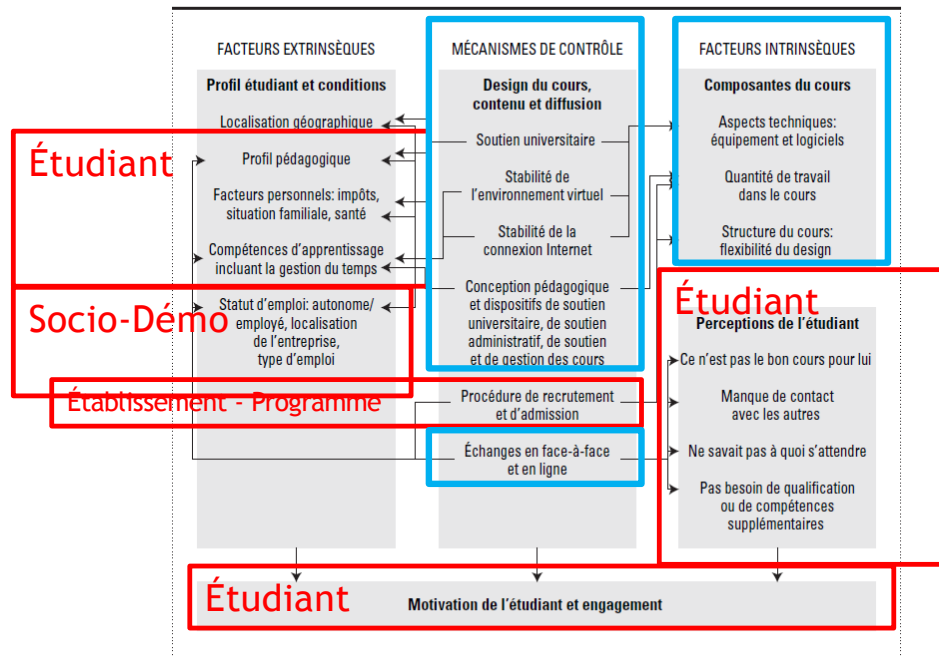 FACTEURS EXTRINSÈQUES
Profil étudiant et conditions
Localisation géographique
Étudiant
Profil pédagogique
Facteurs personnels: impôts,
situation familiale, santé
Compétences d'apprentissage
incluant la gestion du temps
Socio-Démo
Statut d'emploi: autonome/
employé, localisation
de l'entreprise,
type d'emploi
Établissement - Programme
MÉCANISMES DE CONTRÔLE
Design du cours,
contenu et diffusion
Soutien universitaire
Stabilité de
l'environnement virtuel
Stabilité de la
connexion Internet
Conception pédagogique
et dispositifs de soutien
universitaire, de soutien
administratif, de soutien
et de gestion des cours
Procédure de recrutement
et d'admission
Échanges en face-à-face
et en ligne
FACTEURS INTRINSÈQUES
Composantes du cours
Aspects techniques:
équipement et logiciels
Quantité de travail
dans le cours
Structure du cours:
flexibilité du design
Étudiant
Perceptions de l'étudiant
Ce n'est pas le bon cours pour lui
Manque de contact
avec les autres
Ne savait pas à quoi s'attendre
Pas besoin de qualification
ou de compétences
supplémentaires
Étudiant
Motivation de l'étudiant et engagement